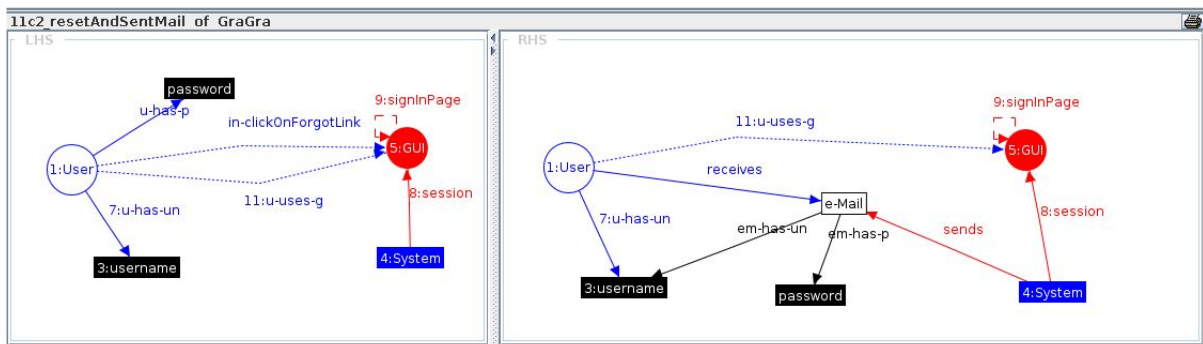 11c2_resetAndSentMail of GraGra
LHS
password
u-has-p
in-clickOnForgotLink
9:signInPage
5:GUI
1:User
11:u-uses-g
8:session
7:u-has-un
3:username
4:System
RHS
9:signInPage
11:u-uses-g
5:GUI
1:User
receives
7:u-has-un
e-Mail
8:session
em-has-un
em-has-p
sends
3:username
password
4:System